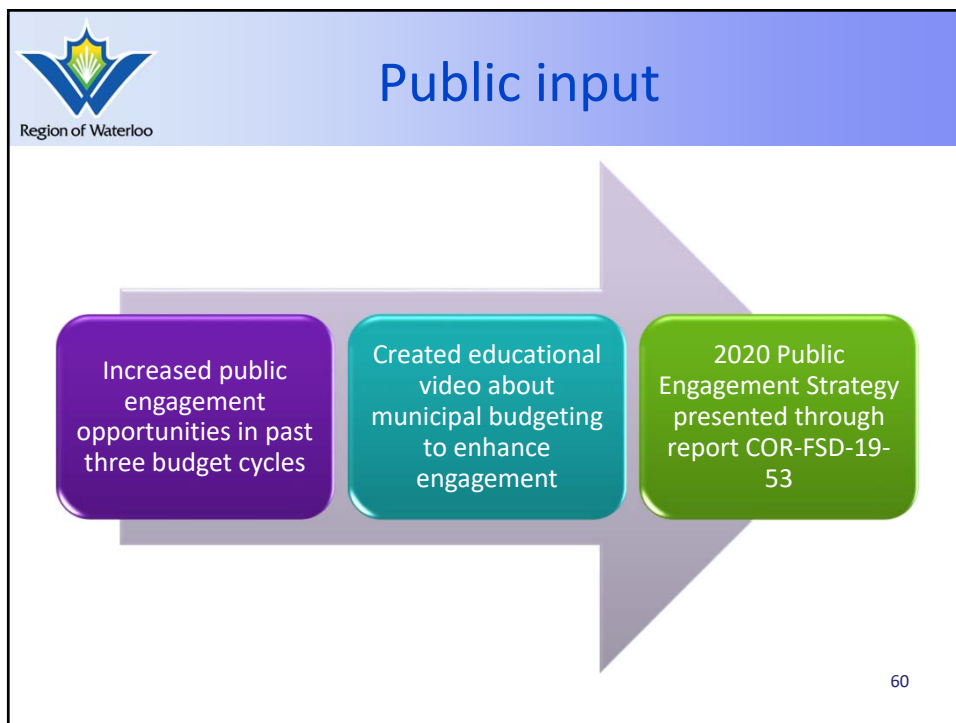 Public input
Region of Waterloo
Increased public
engagement
opportunities in past
three budget cycles
Created educational
video about
municipal budgeting
to enhance
engagement
2020 Public
Engagement Strategy
presented through
report COR-FSD-19-
53
60